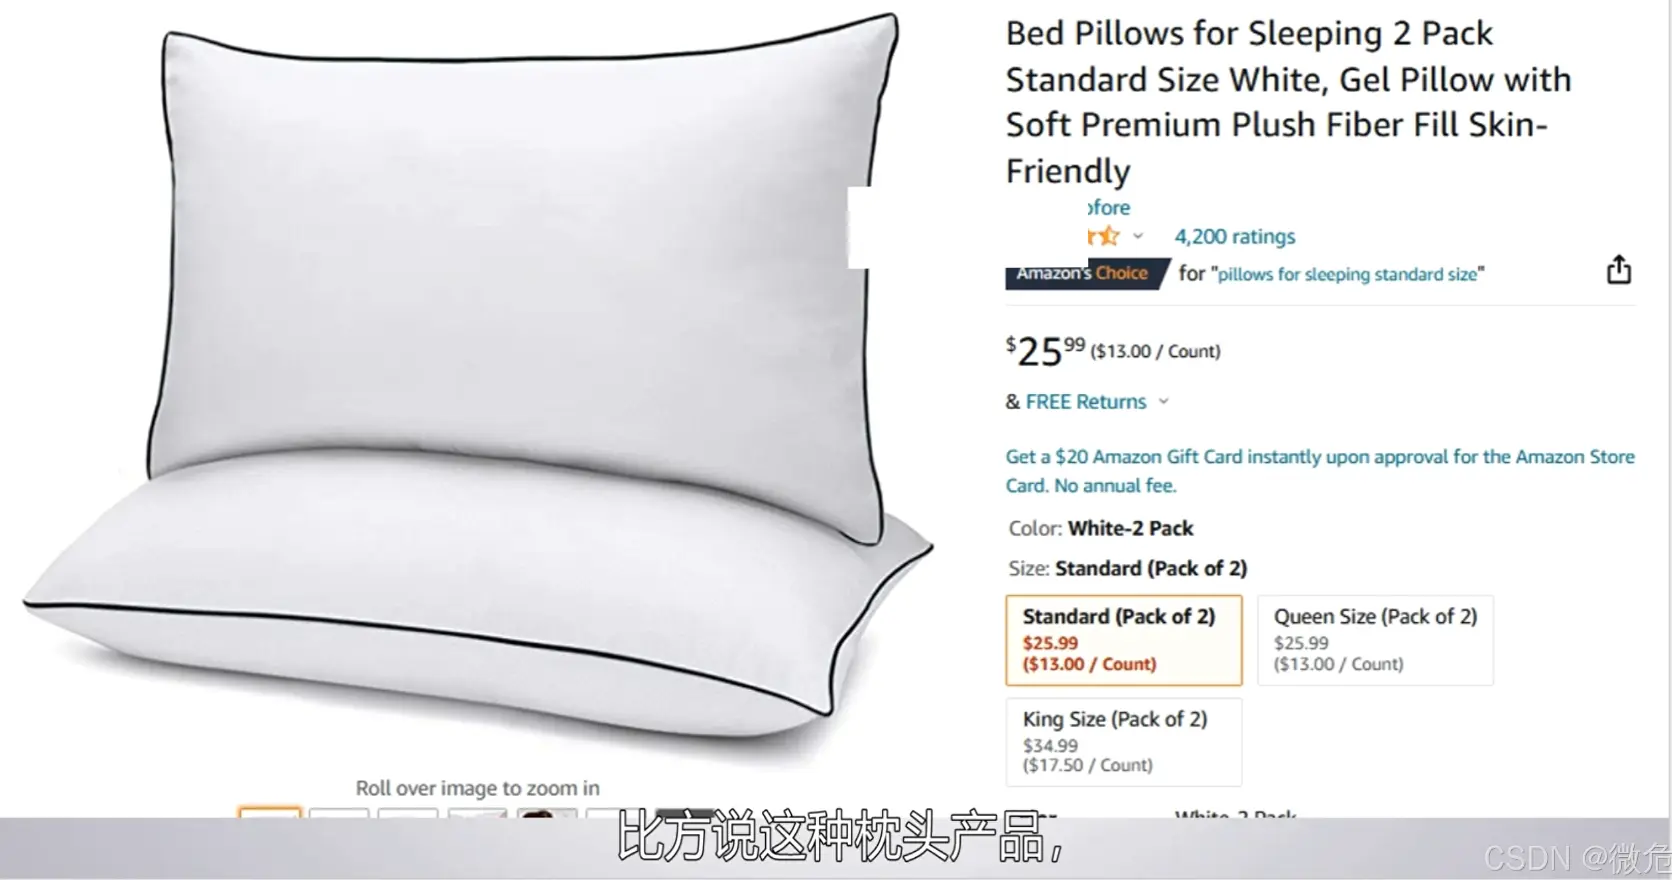 Bed Pillows for Sleeping 2 Pack
Standard Size White, Gel Pillow with
Soft Premium Plush Fiber Fill Skin-
Friendly
ofore
4,200 ratings
Amazon's Choice for "pillows for sleeping standard size"
$25 99 ($13.00 / Count)
& FREE Returns
Get a $20 Amazon Gift Card instantly upon approval for the Amazon Store
Card. No annual fee.
Color: White-2 Pack
Size: Standard (Pack of 2)
Standard (Pack of 2)
$25.99
($13.00 / Count)
Queen Size (Pack of 2)
$25.99
($13.00 / Count)
King Size (Pack of 2)
$34.99
($17.50 / Count)
Roll over image to zoom in
White-2 Pack
比方说这种枕头产品,
CSDN @微危